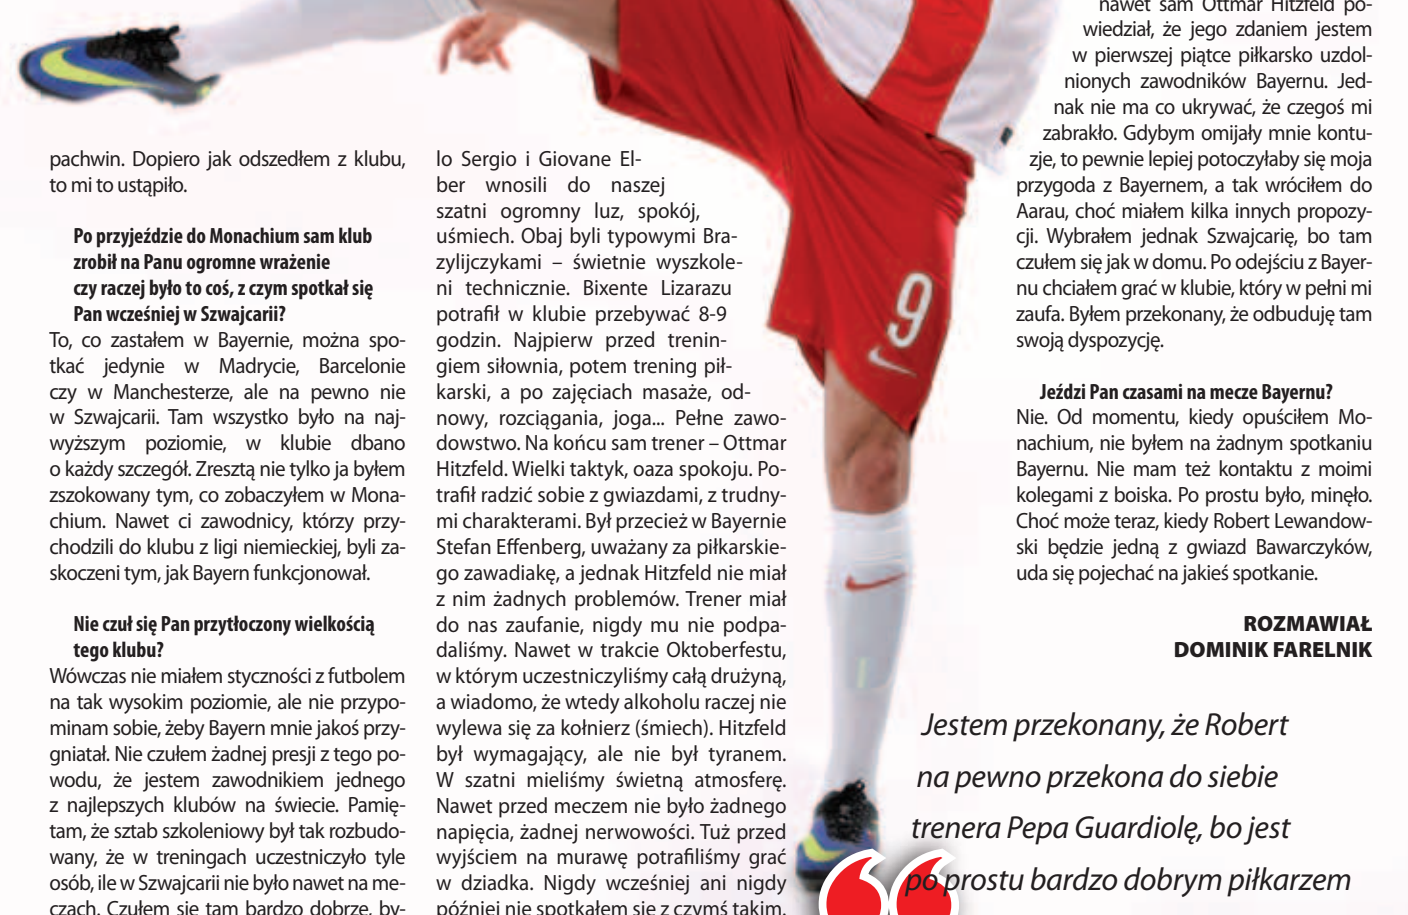 pachwin. Dopiero jak odszedłem z klubu,
to mi to ustąpiło.
Po przyjeździe do Monachium sam klub
zrobił na Panu ogromne wrażenie
czy raczej było to coś, z czym spotkał się
Pan wcześniej w Szwajcarii?
To, co zastałem w Bayernie, można spo-
tkać jedynie w Madrycie, Barcelonie
czy w Manchesterze, ale na pewno nie
w Szwajcarii. Tam wszystko było na naj-
wyższym poziomie, w klubie dbano
o każdy szczegół. Zresztą nie tylko ja byłem
zszokowany tym, co zobaczyłem w Mona-
chium. Nawet ci zawodnicy, którzy przy-
chodzili do klubu z ligi niemieckiej, byli za-
skoczeni tym, jak Bayern funkcjonował.
Nie czuł się Pan przytłoczony wielkością
tego klubu?
Wówczas nie miałem styczności z futbolem
na tak wysokim poziomie, ale nie przypo-
minam sobie, żeby Bayern mnie jakoś przy-
gniatał. Nie czułem żadnej presji z tego po-
wodu, że jestem zawodnikiem jednego
z najlepszych klubów na świecie. Pamię-
tam, że sztab szkoleniowy był tak rozbudo-
wany, że w treningach uczestniczyło tyle
osób, ile w Szwajcarii nie było nawet na me-
czach. Czułem się tam bardzo dobrze, by-
lo Sergio i Giovane El-
ber wnosili do naszej
szatni ogromny luz, spokój,
uśmiech. Obaj byli typowymi Bra-
zylijczykami – świetnie wyszkole-
ni technicznie. Bixente Lizarazu
potrafił w klubie przebywać 8-9
godzin. Najpierw przed trenin-
giem siłownia, potem trening pił-
karski, a po zajęciach masaże, od-
nowy, rozciągania, joga... Pełne zawo-
dowstwo. Na końcu sam trener – Ottmar
Hitzfeld. Wielki taktyk, oaza spokoju. Po-
trafił radzić sobie z gwiazdami, z trudny-
mi charakterami. Był przecież w Bayernie
Stefan Effenberg, uważany za piłkarskie-
go zawadiakę, a jednak Hitzfeld nie miał
z nim żadnych problemów. Trener miał
do nas zaufanie, nigdy mu nie podpa-
daliśmy. Nawet w trakcie Oktoberfestu,
w którym uczestniczyliśmy całą drużyną,
a wiadomo, że wtedy alkoholu raczej nie
wylewa się za kołnierz (śmiech). Hitzfeld
był wymagający, ale nie był tyranem.
W szatni mieliśmy świetną atmosferę.
Nawet przed meczem nie było żadnego
napięcia, żadnej nerwowości. Tuż przed
wyjściem na murawę potrafiliśmy grać
w dziadka. Nigdy wcześniej ani nigdy
później nie spotkałem się z czymś takim.
9
nawet sam Ottmar Hitzfeld po-
wiedział, że jego zdaniem jestem
w pierwszej piątce piłkarsko uzdol-
nionych zawodników Bayernu. Jed-
nak nie ma co ukrywać, że czegoś mi
zabrakło. Gdybym omijały mnie kontu-
zje, to pewnie lepiej potoczyłaby się moja
przygoda z Bayernem, a tak wróciłem do
Aarau, choć miałem kilka innych propozy-
cji. Wybrałem jednak Szwajcarię, bo tam
czułem się jak w domu. Po odejściu z Bayer-
nu chciałem grać w klubie, który w pełni mi
zaufa. Byłem przekonany, że odbuduję tam
swoją dyspozycję.
Jeździ Pan czasami na mecze Bayernu?
Nie. Od momentu, kiedy opuściłem Mo-
nachium, nie byłem na żadnym spotkaniu
Bayernu. Nie mam też kontaktu z moimi
kolegami z boiska. Po prostu było, minęło.
Choć może teraz, kiedy Robert Lewandow-
ski będzie jedną z gwiazd Bawarczyków,
uda się pojechać na jakieś spotkanie.
ROZMAWIAŁ
DOMINIK FARELNIK
Jestem przekonany, że Robert
na pewno przekona do siebie
trenera Pepa Guardiolę, bo jest
po prostu bardzo dobrym piłkarzem